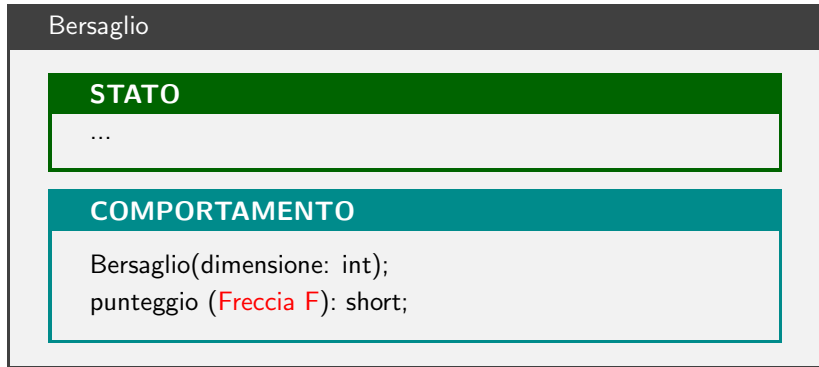 Bersaglio
STATO
...
COMPORTAMENTO
Bersaglio(dimensione: int);
punteggio (Freccia F): short;